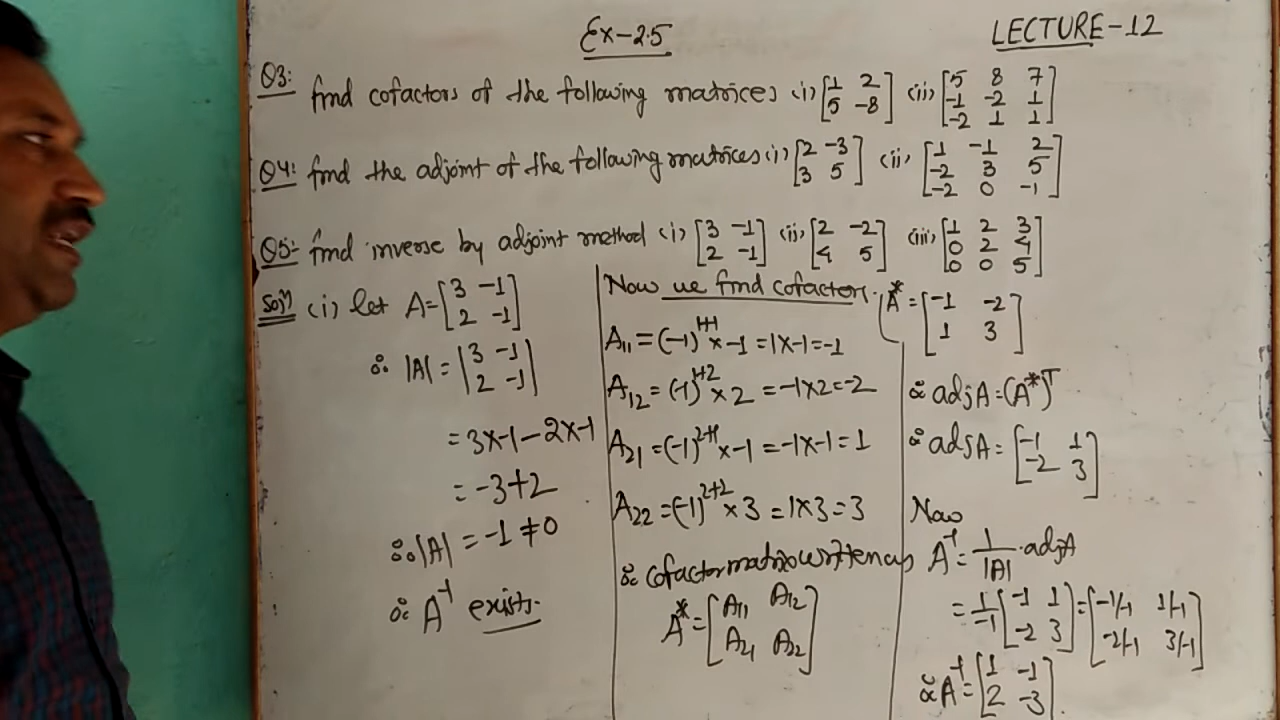 Ex-2.5
LECTURE-12
Q3: find cofactors of the following matrices (i) [1 2
5 -8] (ii) [5 8 7
-1 -2 1
-2 1 1]
Q4: find the adjoint of the following matrices (i) [2 -3
3 5] (ii) [1 -1 2
-2 3 5
-2 0 -1]
Q5:- find inverse by adjoint method (i) [3 -1
2 -1] (ii) [2 -2
4 5] (iii) [1 2 3
0 2 4
0 0 5]
Soln (i) let A=[3 -1
2 -1]
∴ |A| = |3 -1
2 -1|
= 3x-1-2x-1
= -3+2
∴ |A| = -1 ≠ 0
∴ A⁻¹ exists.
Now we find cofactors.
A₁₁ = (-1)¹⁺¹ x -1 = 1x-1 = -1
A₁₂ = (-1)¹⁺² x 2 = -1x2 = -2
A₂₁ = (-1)²⁺¹ x -1 = -1x-1 = 1
A₂₂ = (-1)²⁺² x 3 = 1x3 = 3
∴ Cofactor matrix written as
A* = [A₁₁ A₁₂
A₂₁ A₂₂]
A* = [-1 -2
1 3]
∴ adjA = (A*)ᵀ
∴ adjA = [-1 1
-2 3]
Now
A⁻¹ = 1/|A| · adjA
= 1/-1 [-1 1
-2 3] = [-1/-1 1/-1
-2/-1 3/-1]
∴ A⁻¹ = [1 -1
2 -3].